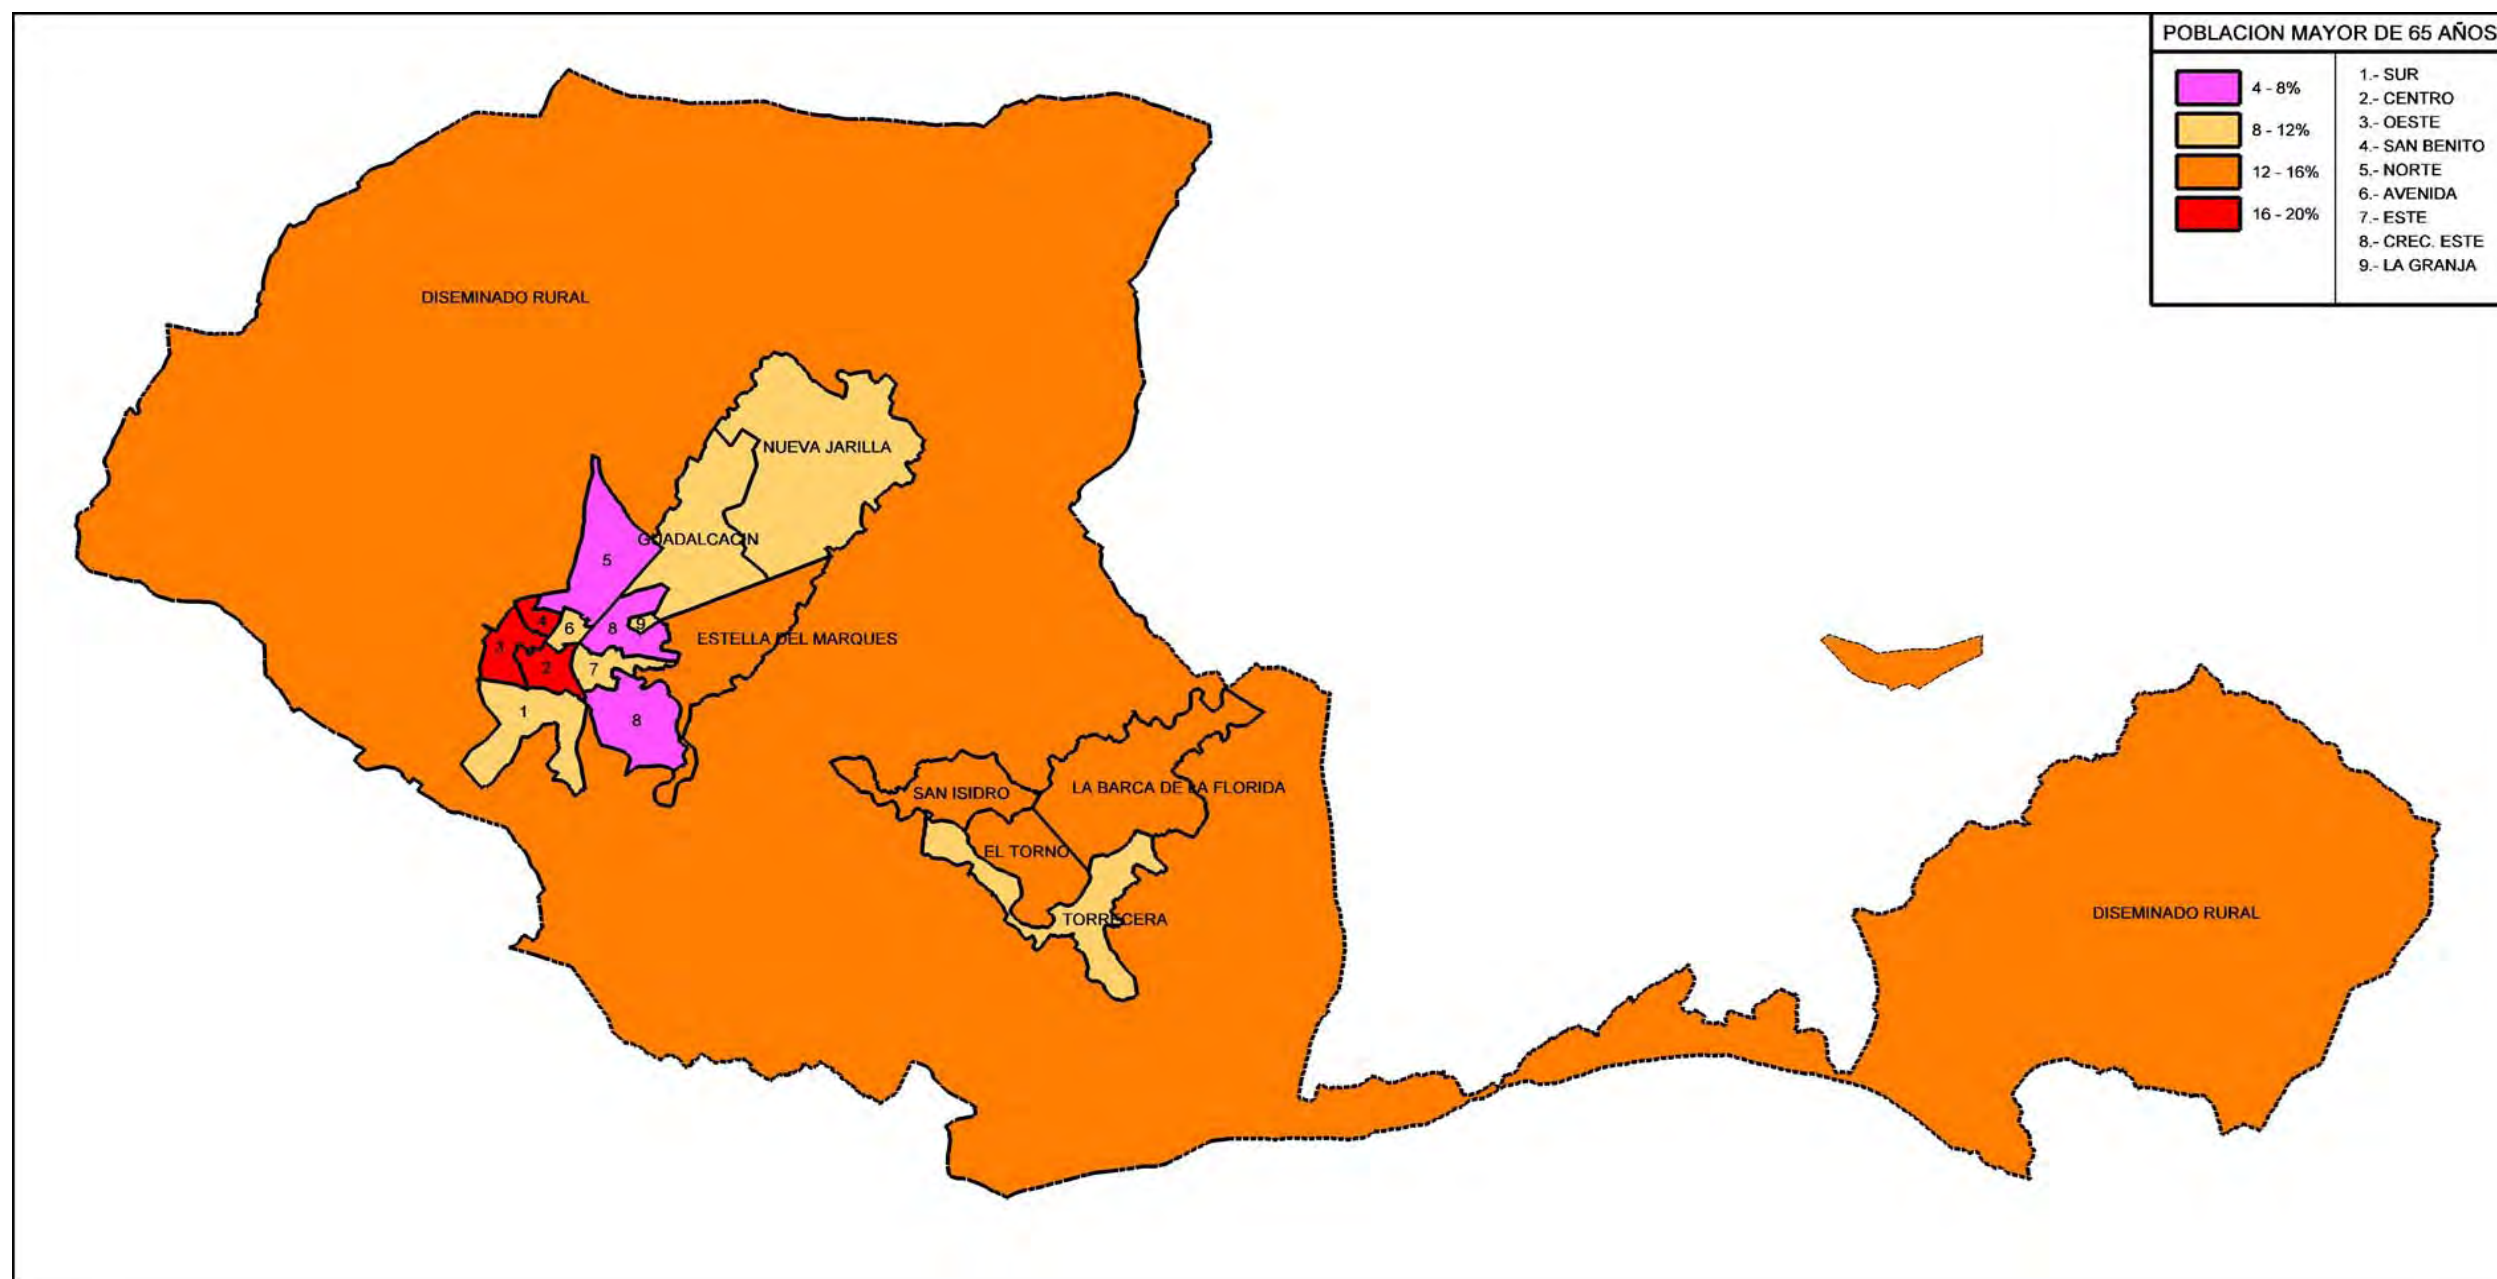 POBLACION MAYOR DE 65 AÑOS
4 - 8%
8 - 12%
12 - 16%
16 - 20%
1.- SUR
2.- CENTRO
3.- OESTE
4.- SAN BENITO
5.- NORTE
6.- AVENIDA
7.- ESTE
8.- CREC. ESTE
9.- LA GRANJA
DISEMINADO RURAL
NUEVA JARILLA
GUADALCACIN
5
4
6
8
9
3
2
7
ESTELLA DEL MARQUES
1
8
SAN ISIDRO
LA BARCA DE LA FLORIDA
EL TORNO
TORRECERA
DISEMINADO RURAL